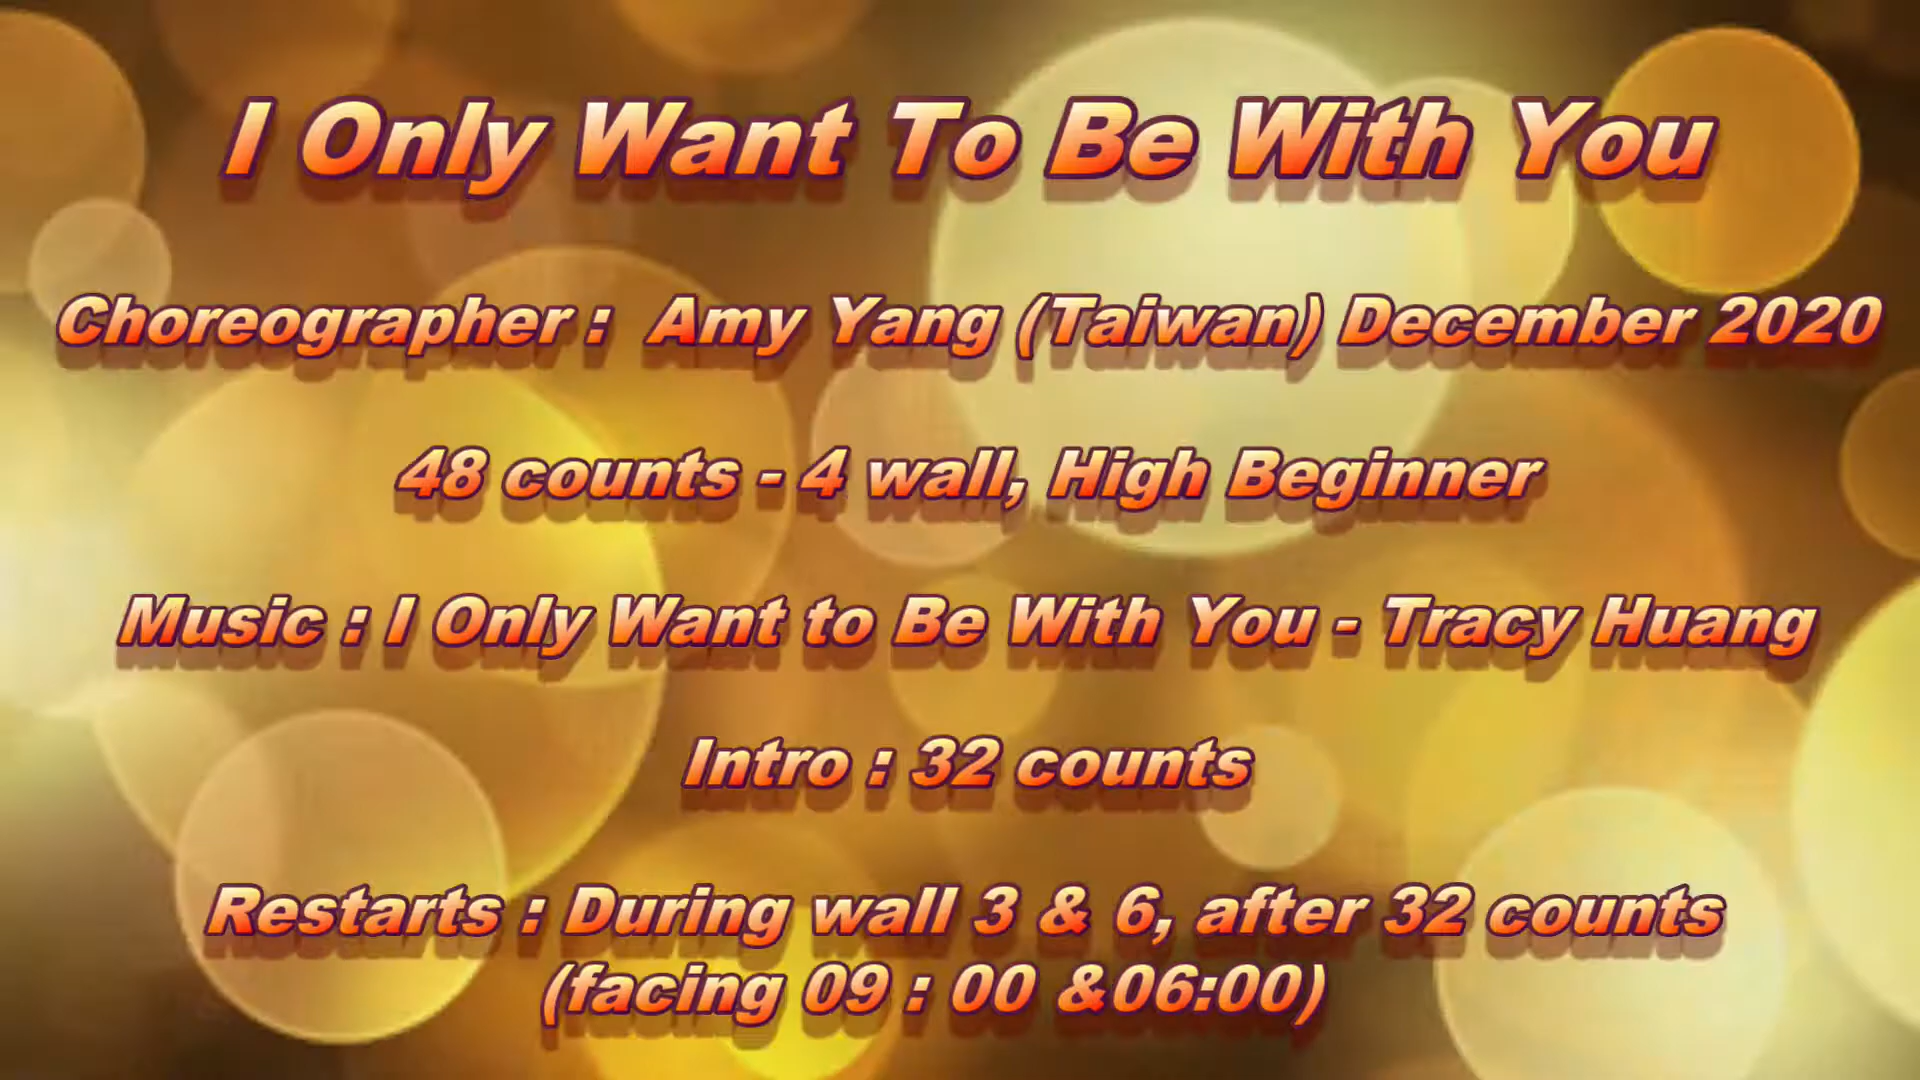 I Only Want To Be With You
Choreographer : Amy Yang (Taiwan) December 2020
48 counts - 4 wall, High Beginner
Music : I Only Want to Be With You - Tracy Huang
Intro : 32 counts
Restarts : During wall 3 & 6, after 32 counts
(facing 09 : 00 &06:00)